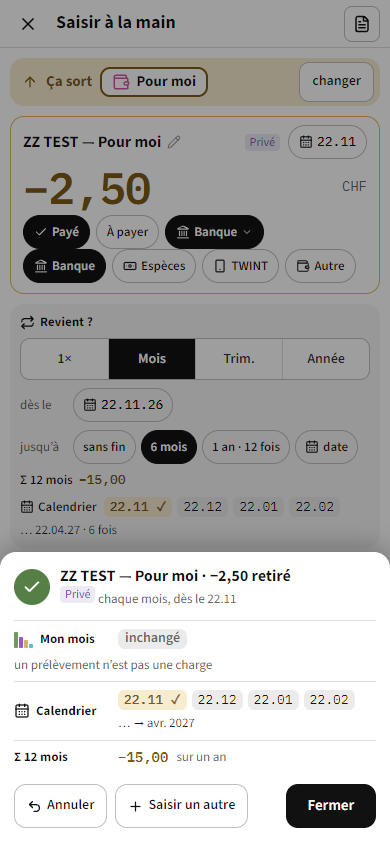 Saisir à la main
Ça sort Pour moi changer
ZZ TEST — Pour moi Privé 22.11
−2,50 CHF
Payé À payer Banque
Banque Espèces TWINT Autre
Revient ?
1× Mois Trim. Année
dès le 22.11.26
jusqu'à sans fin 6 mois 1 an · 12 fois date
Σ 12 mois −15,00
Calendrier 22.11 ✓ 22.12 22.01 22.02
… 22.04.27 · 6 fois
ZZ TEST — Pour moi · −2,50 retiré
Privé chaque mois, dès le 22.11
Mon mois inchangé
un prélèvement n'est pas une charge
Calendrier 22.11 ✓ 22.12 22.01 22.02
… → avr. 2027
Σ 12 mois −15,00 sur un an
Annuler Saisir un autre Fermer